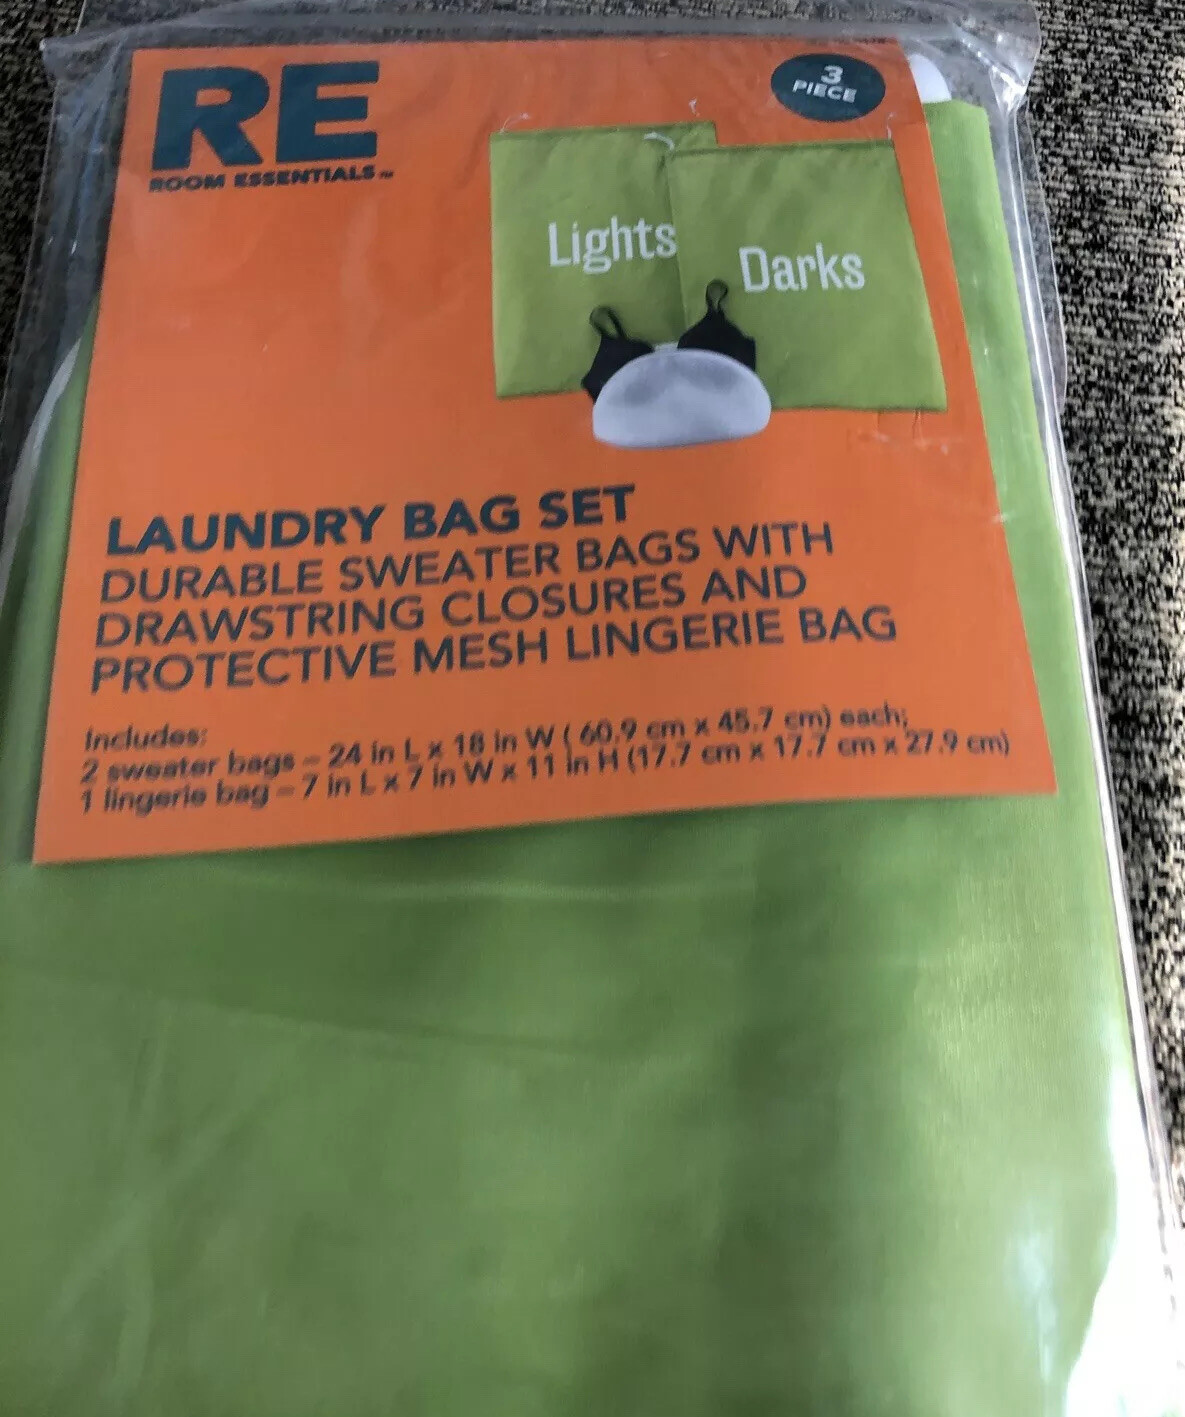 RE
ROOM ESSENTIALS™
3
PIECE
Lights
Darks
LAUNDRY BAG SET
DURABLE SWEATER BAGS WITH
DRAWSTRING CLOSURES AND
PROTECTIVE MESH LINGERIE BAG
Includes:
2 sweater bags – 24 in L x 18 in W ( 60.9 cm x 45.7 cm) each;
1 lingerie bag – 7 in L x 7 in W x 11 in H (17.7 cm x 17.7 cm x 27.9 cm)